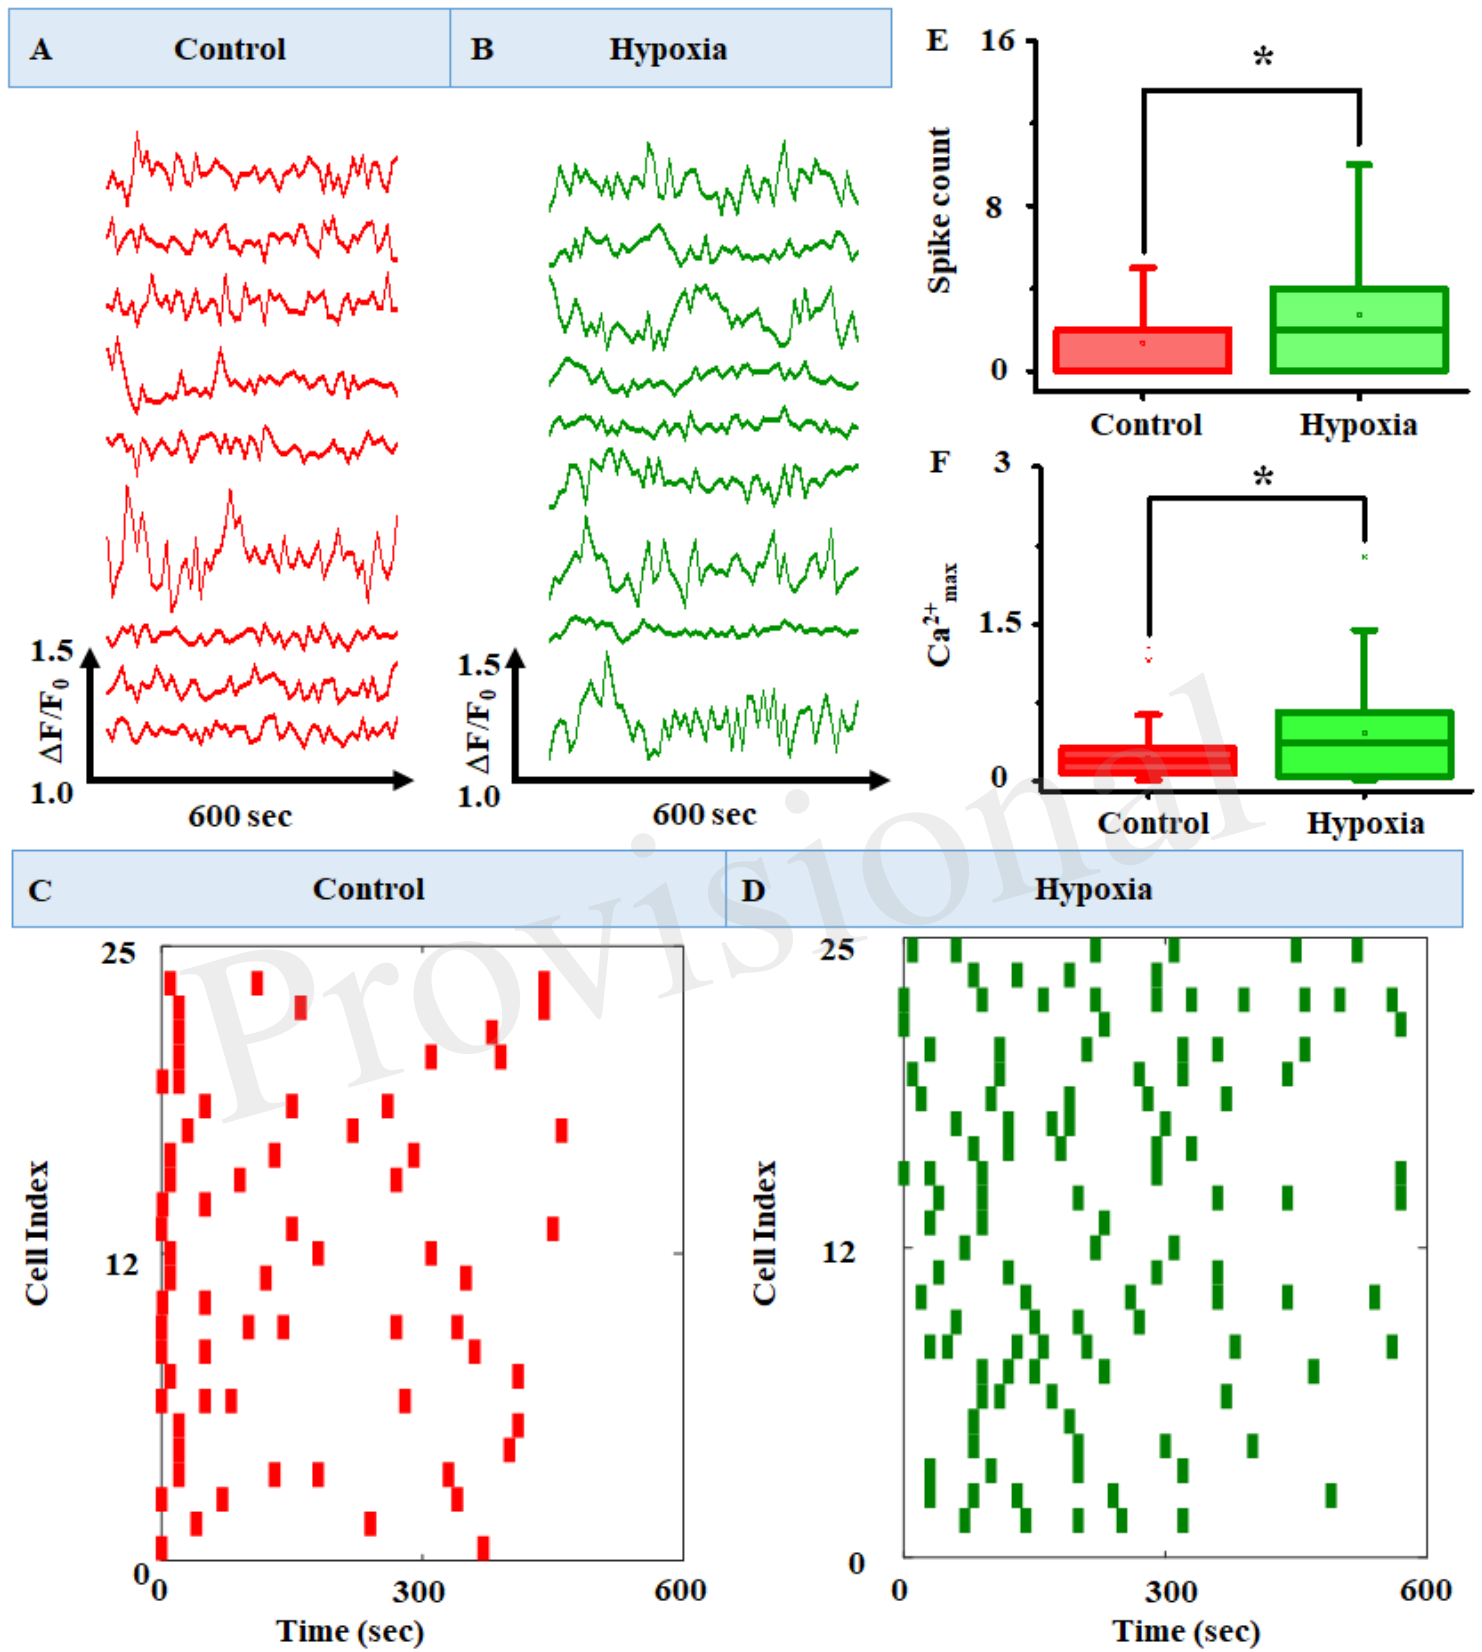 A Control B Hypoxia
1.5
ΔF/F0
1.0
600 sec
1.5
ΔF/F0
1.0
600 sec
E
16
*
Spike count
8
0
Control Hypoxia
F
3
*
Ca2+max
1.5
0
Control Hypoxia
C Control D Hypoxia
25
Cell Index
12
0
0 300 600
Time (sec)
25
Cell Index
12
0
0 300 600
Time (sec)
Provisional